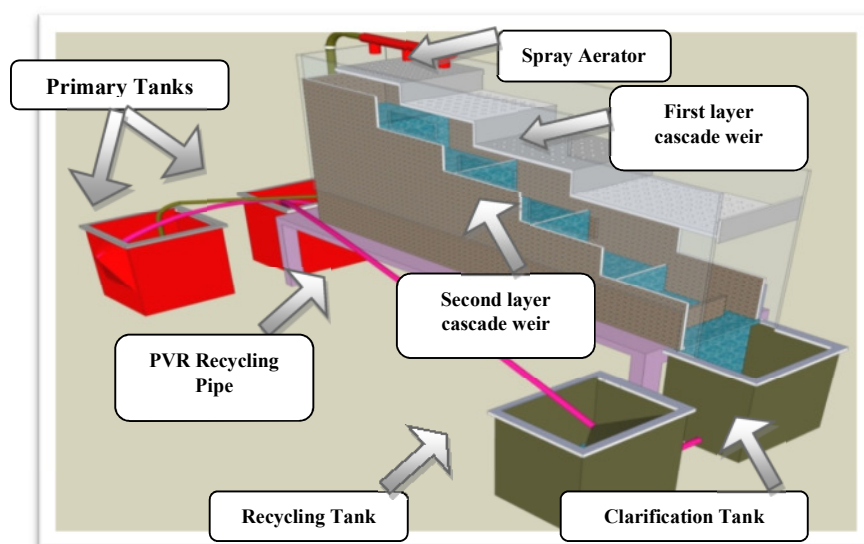 Spray Aerator
Primary Tanks
First layer
cascade weir
Second layer
cascade weir
PVR Recycling
Pipe
Recycling Tank
Clarification Tank